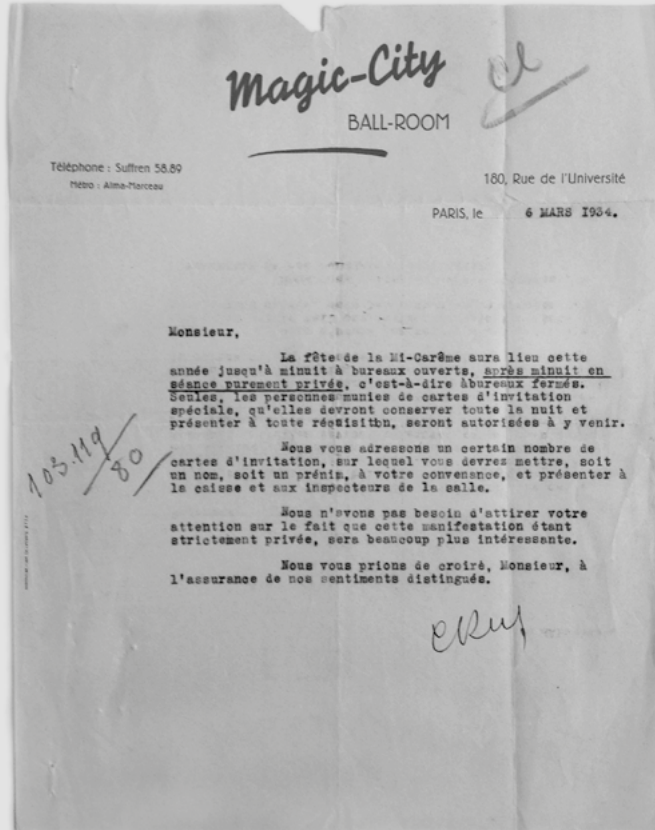 Magic-City
BALL-ROOM
Téléphone : Suffren 58.89
Métro : Alma-Marceau
180, Rue de l'Université
PARIS, le 6 MARS I934.
Monsieur,
La fête de la Mi-Carême aura lieu cette
année jusqu'à minuit à bureaux ouverts, après minuit en
séance purement privée, c'est-à-dire àbureaux fermés.
Seules, les personnes munies de cartes d'invitation
spéciale, qu'elles devront conserver toute la nuit et
présenter à toute réquisition, seront autorisées à y venir.
Nous vous adressons un certain nombre de
cartes d'invitation, sur lequel vous devrez mettre, soit
un nom, soit un prénim, à votre convenance, et présenter à
la caisse et aux inspecteurs de la salle.
103.119
80
Nous n'avons pas besoin d'attirer votre
attention sur le fait que cette manifestation étant
strictement privée, sera beaucoup plus intéressante.
Nous vous prions de croire, Monsieur, à
l'assurance de nos sentiments distingués.